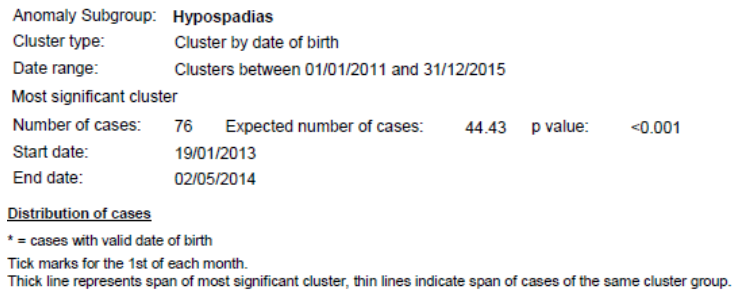 Anomaly Subgroup: Hypospadias
Cluster type: Cluster by date of birth
Date range: Clusters between 01/01/2011 and 31/12/2015
Most significant cluster
Number of cases: 76 Expected number of cases: 44.43 p value: <0.001
Start date: 19/01/2013
End date: 02/05/2014
Distribution of cases
* = cases with valid date of birth
Tick marks for the 1st of each month.
Thick line represents span of most significant cluster, thin lines indicate span of cases of the same cluster group.